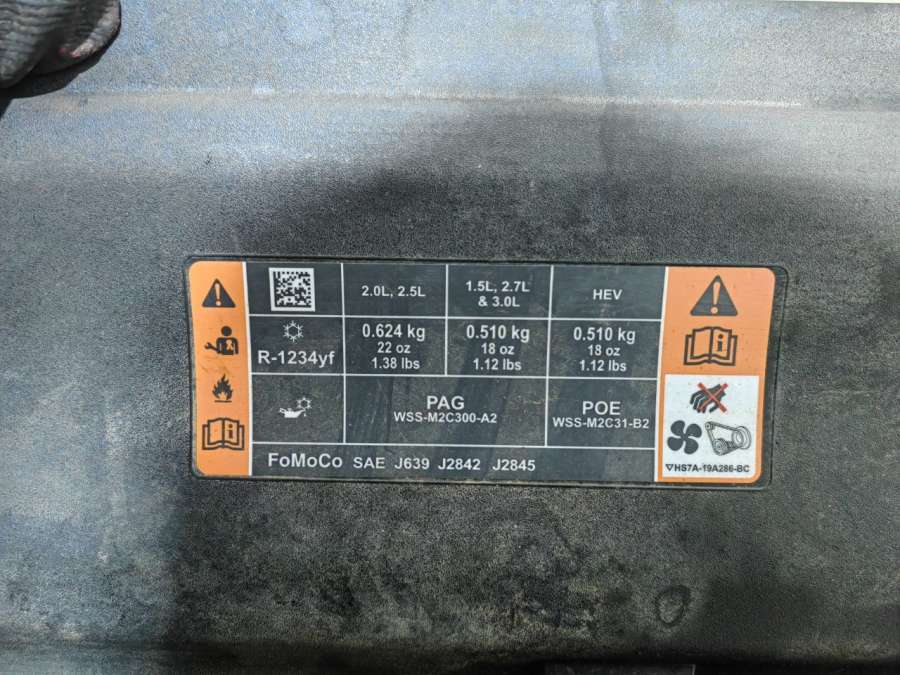 2.0L, 2.5L
1.5L, 2.7L
& 3.0L
HEV
R-1234yf
0.624 kg
22 oz
1.38 lbs
0.510 kg
18 oz
1.12 lbs
0.510 kg
18 oz
1.12 lbs
PAG
WSS-M2C300-A2
POE
WSS-M2C31-B2
FoMoCo SAE J639 J2842 J2845
▽HS7A-19A286-BC